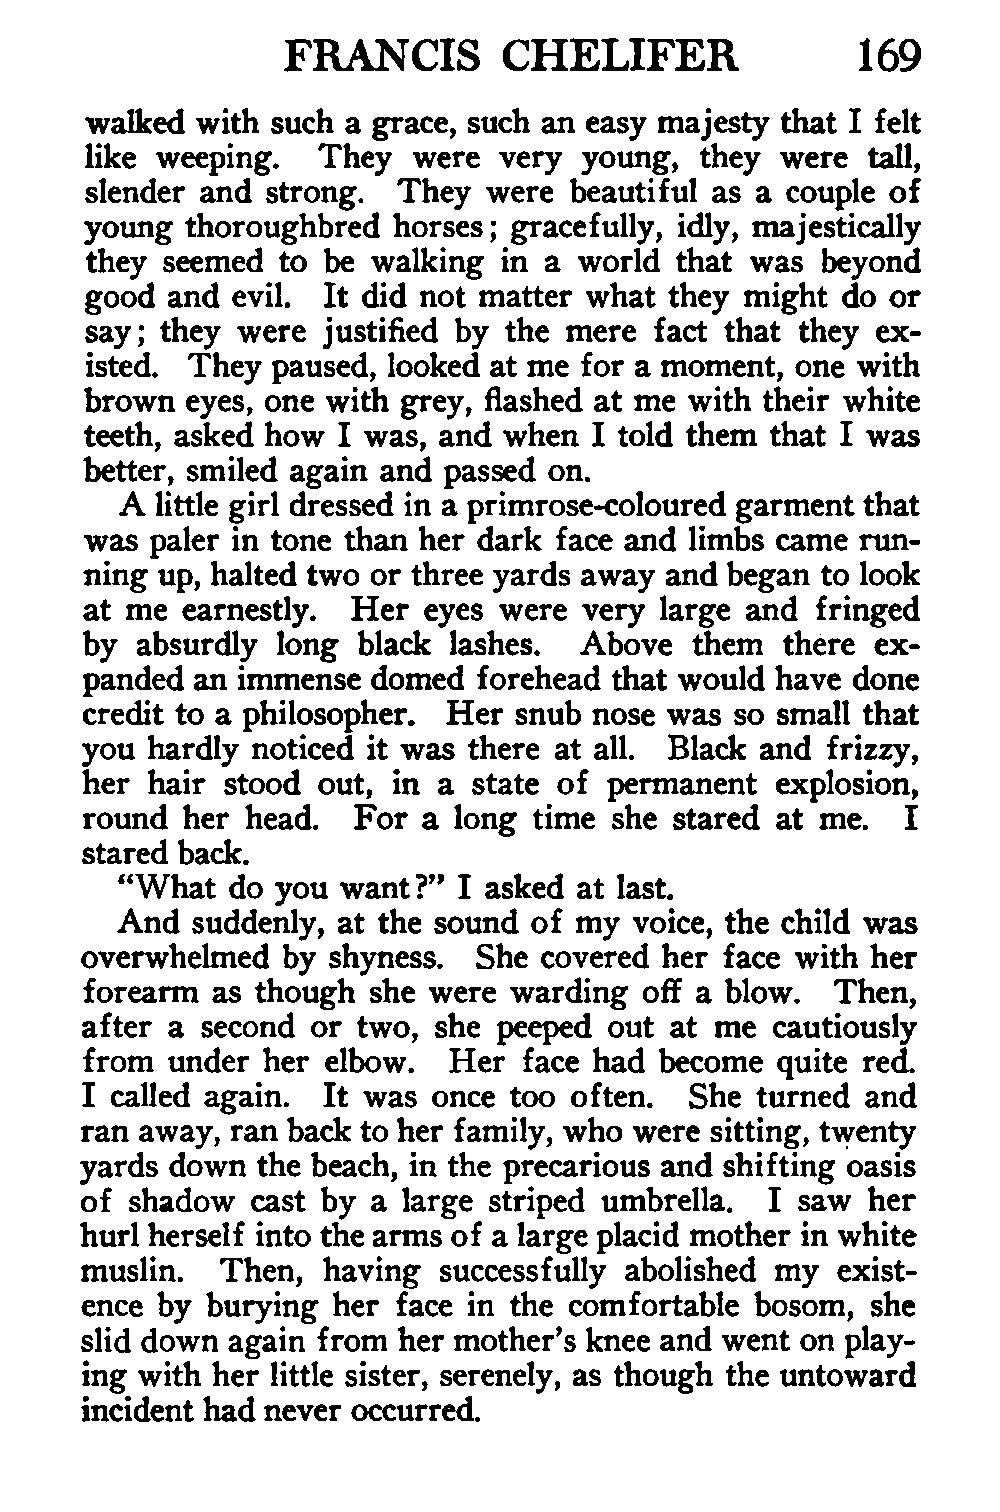 FRANCIS CHELIFER 169
walked with such a grace, such an easy majesty that I felt
like weeping. They were very young, they were tall,
slender and strong. They were beautiful as a couple of
young thoroughbred horses; gracefully, idly, majestically
they seemed to be walking in a world that was beyond
good and evil. It did not matter what they might do or
say; they were justified by the mere fact that they ex-
isted. They paused, looked at me for a moment, one with
brown eyes, one with grey, flashed at me with their white
teeth, asked how I was, and when I told them that I was
better, smiled again and passed on.
A little girl dressed in a primrose-coloured garment that
was paler in tone than her dark face and limbs came run-
ning up, halted two or three yards away and began to look
at me earnestly. Her eyes were very large and fringed
by absurdly long black lashes. Above them there ex-
panded an immense domed forehead that would have done
credit to a philosopher. Her snub nose was so small that
you hardly noticed it was there at all. Black and frizzy,
her hair stood out, in a state of permanent explosion,
round her head. For a long time she stared at me. I
stared back.
“What do you want?” I asked at last.
And suddenly, at the sound of my voice, the child was
overwhelmed by shyness. She covered her face with her
forearm as though she were warding off a blow. Then,
after a second or two, she peeped out at me cautiously
from under her elbow. Her face had become quite red.
I called again. It was once too often. She turned and
ran away, ran back to her family, who were sitting, twenty
yards down the beach, in the precarious and shifting oasis
of shadow cast by a large striped umbrella. I saw her
hurl herself into the arms of a large placid mother in white
muslin. Then, having successfully abolished my exist-
ence by burying her face in the comfortable bosom, she
slid down again from her mother’s knee and went on play-
ing with her little sister, serenely, as though the untoward
incident had never occurred.